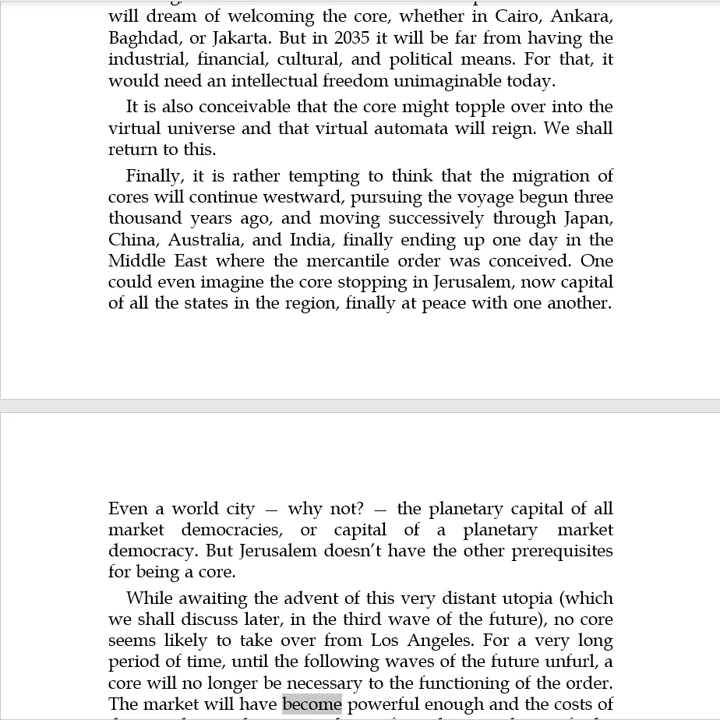 will dream of welcoming the core, whether in Cairo, Ankara,
Baghdad, or Jakarta. But in 2035 it will be far from having the
industrial, financial, cultural, and political means. For that, it
would need an intellectual freedom unimaginable today.
It is also conceivable that the core might topple over into the
virtual universe and that virtual automata will reign. We shall
return to this.
Finally, it is rather tempting to think that the migration of
cores will continue westward, pursuing the voyage begun three
thousand years ago, and moving successively through Japan,
China, Australia, and India, finally ending up one day in the
Middle East where the mercantile order was conceived. One
could even imagine the core stopping in Jerusalem, now capital
of all the states in the region, finally at peace with one another.
Even a world city — why not? — the planetary capital of all
market democracies, or capital of a planetary market
democracy. But Jerusalem doesn't have the other prerequisites
for being a core.
While awaiting the advent of this very distant utopia (which
we shall discuss later, in the third wave of the future), no core
seems likely to take over from Los Angeles. For a very long
period of time, until the following waves of the future unfurl, a
core will no longer be necessary to the functioning of the order.
The market will have become powerful enough and the costs of